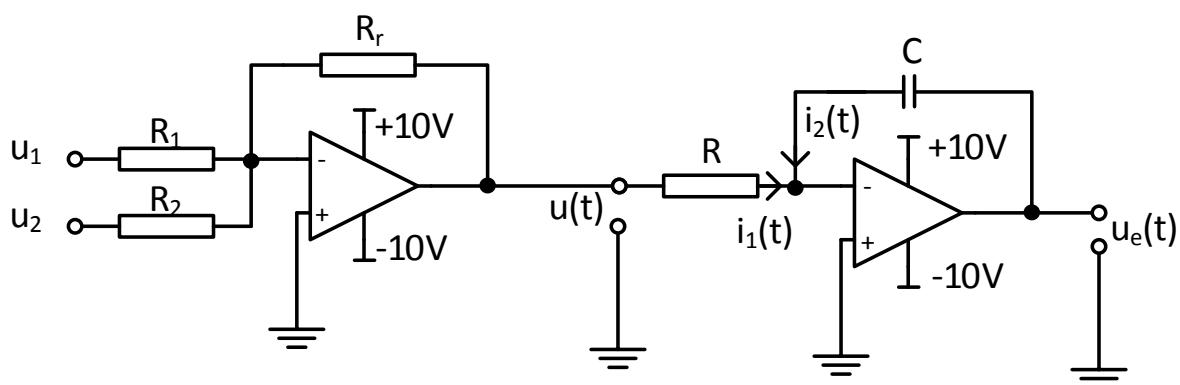 Rr
C
+10V
i2(t)
+10V
R1
u1
-
R
-
R2
u2
+
u(t)
i1(t)
+
ue(t)
-10V
-10V